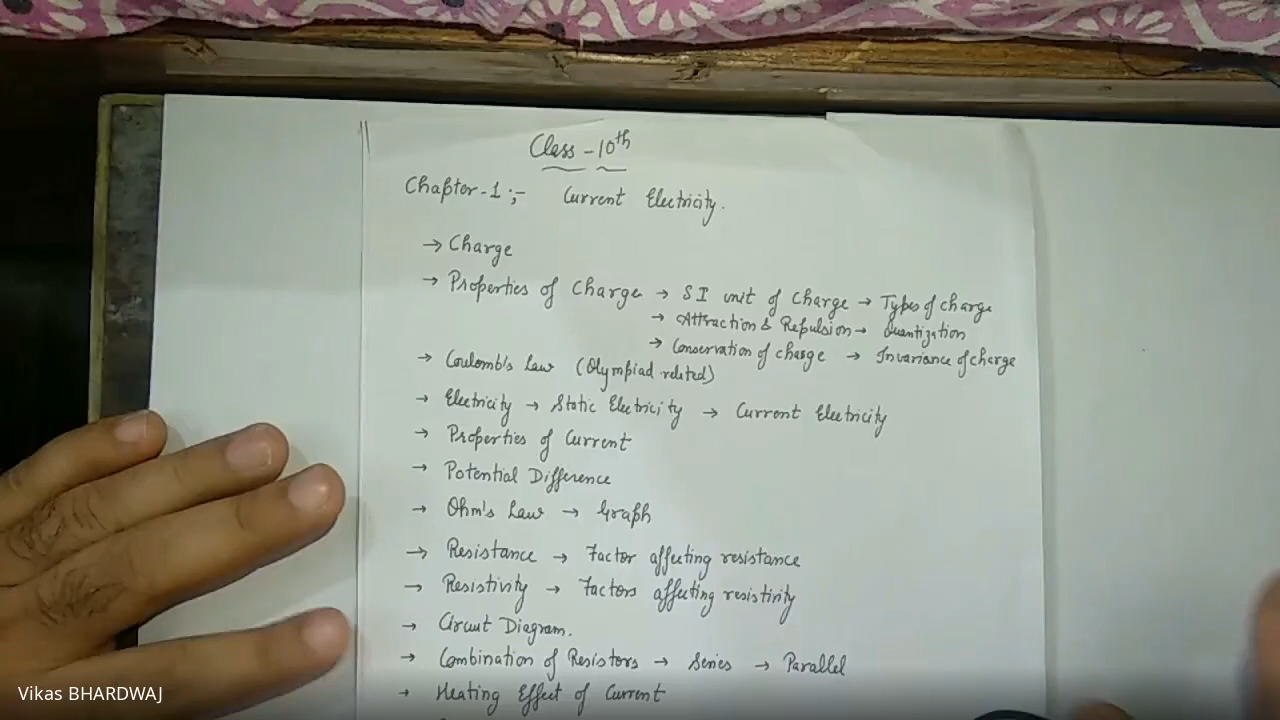 Class - 10th
Chapter-1 ;- Current Electricity.
→ Charge
→ Properties of Charge → SI unit of Charge → Types of charge
→ Attraction & Repulsion → Quantization
→ Conservation of charge → Invariance of charge
→ Coulomb's Law (Olympiad related)
→ Electricity → Static Electricity → Current Electricity
→ Properties of Current
→ Potential Difference
→ Ohm's Law → Graph
→ Resistance → Factor affecting resistance
→ Resistivity → Factors affecting resistivity
→ Circuit Diagram.
→ Combination of Resistors → Series → Parallel
→ Heating Effect of Current
Vikas BHARDWAJ